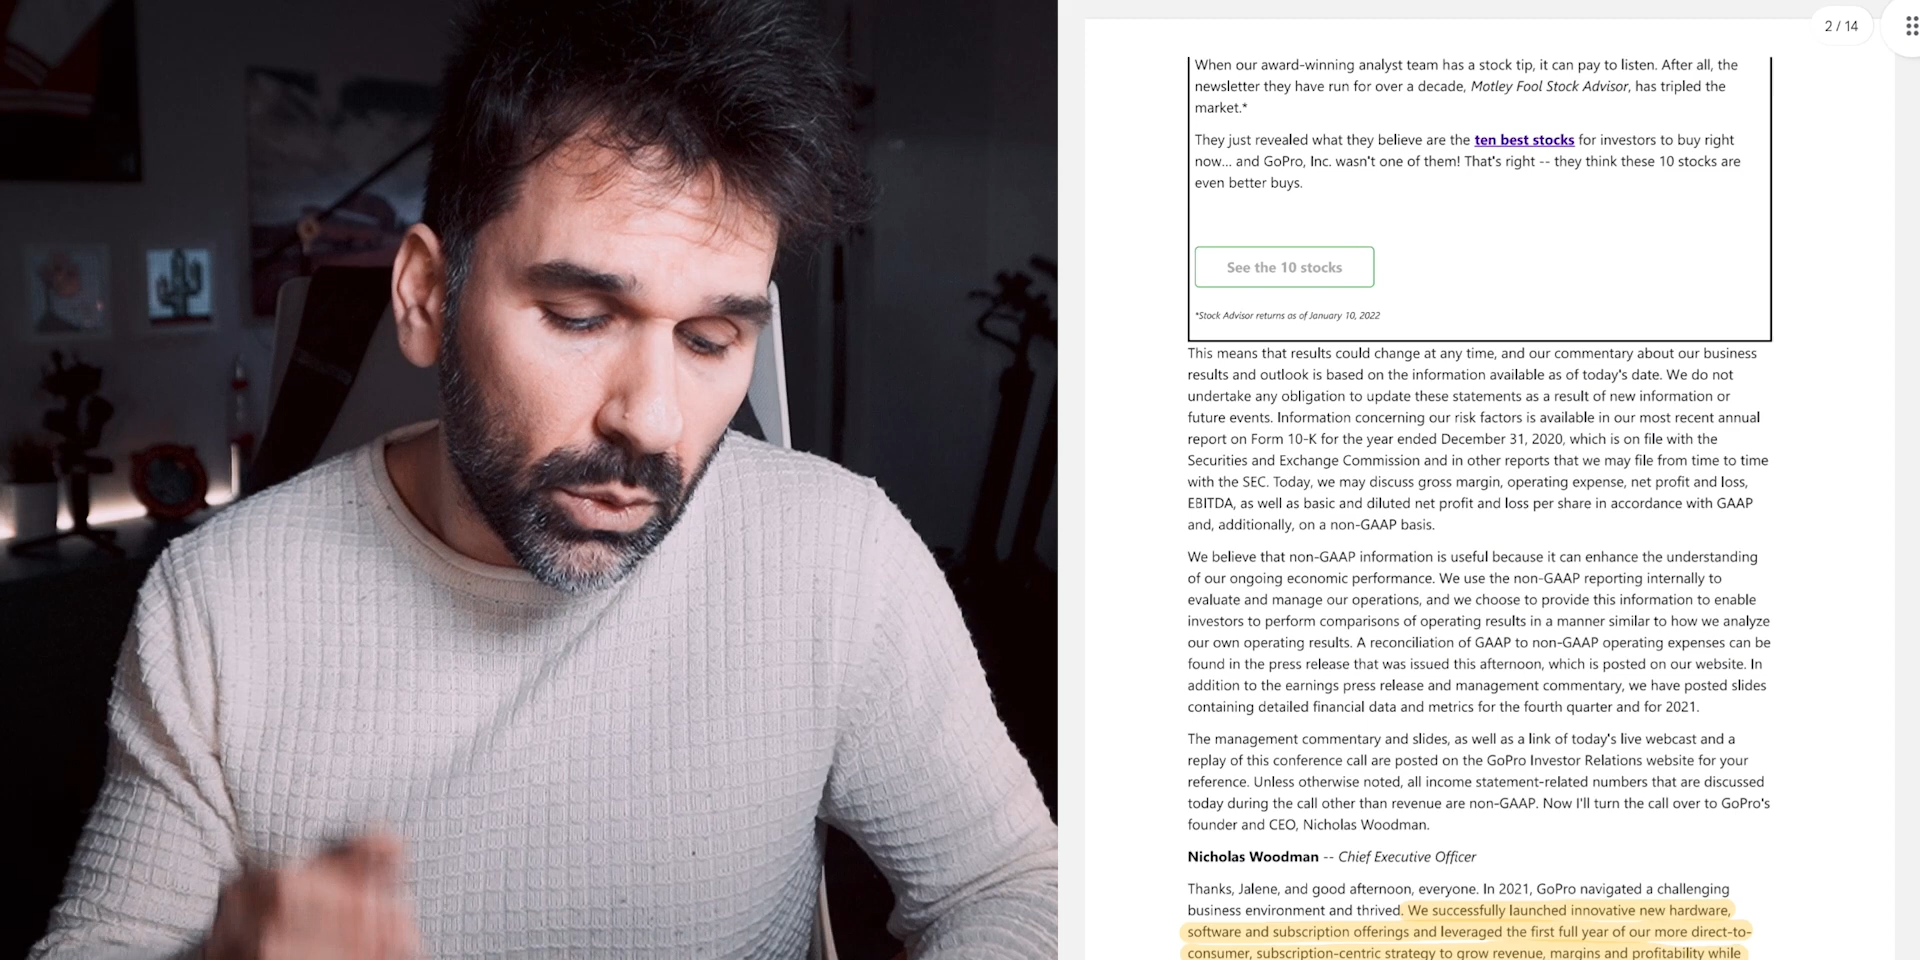 2 / 14
When our award-winning analyst team has a stock tip, it can pay to listen. After all, the
newsletter they have run for over a decade, Motley Fool Stock Advisor, has tripled the
market.*
They just revealed what they believe are the ten best stocks for investors to buy right
now... and GoPro, Inc. wasn't one of them! That's right -- they think these 10 stocks are
even better buys.
See the 10 stocks
*Stock Advisor returns as of January 10, 2022
This means that results could change at any time, and our commentary about our business
results and outlook is based on the information available as of today's date. We do not
undertake any obligation to update these statements as a result of new information or
future events. Information concerning our risk factors is available in our most recent annual
report on Form 10-K for the year ended December 31, 2020, which is on file with the
Securities and Exchange Commission and in other reports that we may file from time to time
with the SEC. Today, we may discuss gross margin, operating expense, net profit and loss,
EBITDA, as well as basic and diluted net profit and loss per share in accordance with GAAP
and, additionally, on a non-GAAP basis.
We believe that non-GAAP information is useful because it can enhance the understanding
of our ongoing economic performance. We use the non-GAAP reporting internally to
evaluate and manage our operations, and we choose to provide this information to enable
investors to perform comparisons of operating results in a manner similar to how we analyze
our own operating results. A reconciliation of GAAP to non-GAAP operating expenses can be
found in the press release that was issued this afternoon, which is posted on our website. In
addition to the earnings press release and management commentary, we have posted slides
containing detailed financial data and metrics for the fourth quarter and for 2021.
The management commentary and slides, as well as a link of today's live webcast and a
replay of this conference call are posted on the GoPro Investor Relations website for your
reference. Unless otherwise noted, all income statement-related numbers that are discussed
today during the call other than revenue are non-GAAP. Now I'll turn the call over to GoPro's
founder and CEO, Nicholas Woodman.
Nicholas Woodman -- Chief Executive Officer
Thanks, Jalene, and good afternoon, everyone. In 2021, GoPro navigated a challenging
business environment and thrived. We successfully launched innovative new hardware,
software and subscription offerings and leveraged the first full year of our more direct-to-
consumer, subscription-centric strategy to grow revenue, margins and profitability while